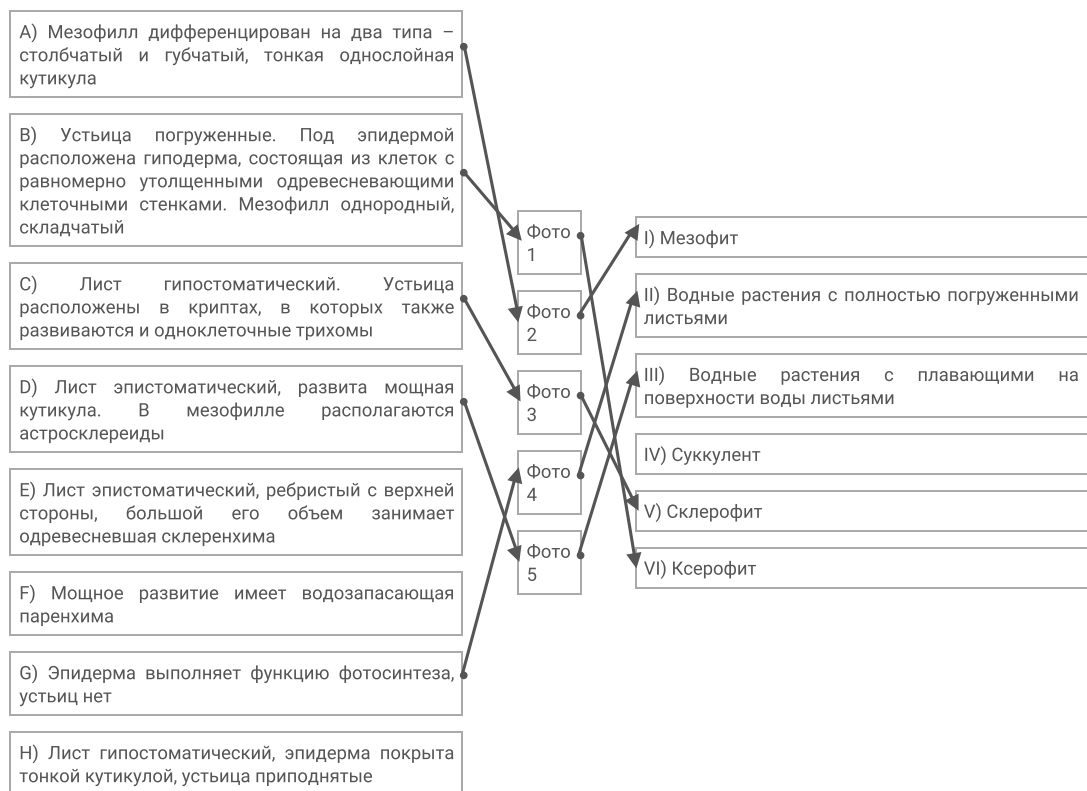 A) Мезофилл дифференцирован на два типа –
столбчатый и губчатый, тонкая однослойная
кутикула
B) Устьица погруженные. Под эпидермой
расположена гиподерма, состоящая из клеток с
равномерно утолщенными одревесневающими
клеточными стенками. Мезофилл однородный,
складчатый
C) Лист гипостоматический. Устьица
расположены в криптах, в которых также
развиваются и одноклеточные трихомы
D) Лист эпистоматический, развита мощная
кутикула. В мезофилле располагаются
астросклереиды
E) Лист эпистоматический, ребристый с верхней
стороны, большой его объем занимает
одревесневшая склеренхима
F) Мощное развитие имеет водозапасающая
паренхима
G) Эпидерма выполняет функцию фотосинтеза,
устьиц нет
H) Лист гипостоматический, эпидерма покрыта
тонкой кутикулой, устьица приподнятые
Фото
1
Фото
2
Фото
3
Фото
4
Фото
5
I) Мезофит
II) Водные растения с полностью погруженными
листьями
III) Водные растения с плавающими на
поверхности воды листьями
IV) Суккулент
V) Склерофит
VI) Ксерофит